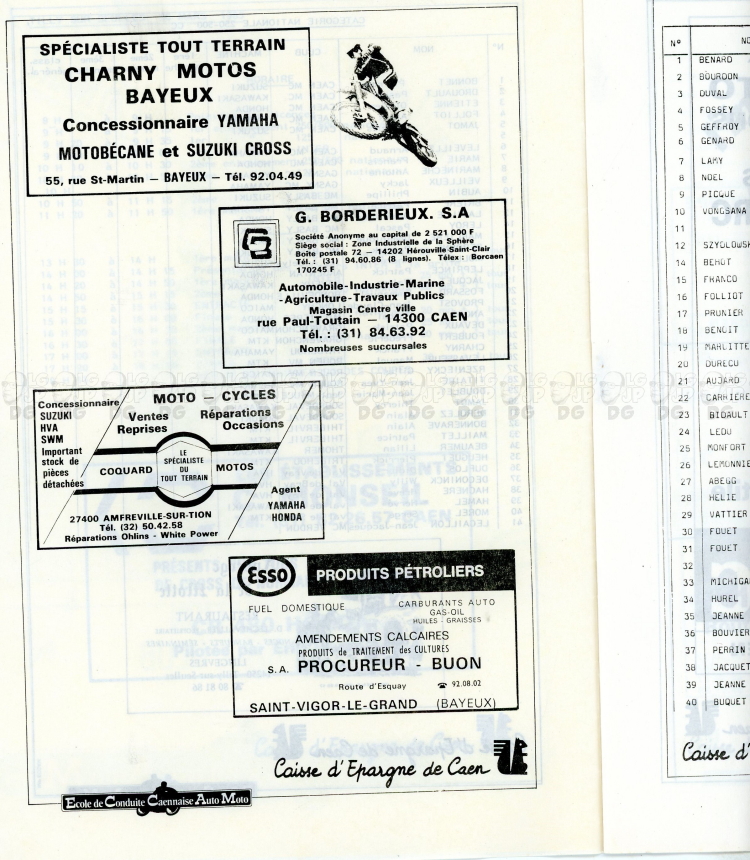 SPÉCIALISTE TOUT TERRAIN
CHARNY MOTOS
BAYEUX
Concessionnaire YAMAHA
MOTOBÉCANE et SUZUKI CROSS
55, rue St-Martin – BAYEUX – Tél. 92.04.49
G. BORDERIEUX. S.A
Société Anonyme au capital de 2 521 000 F
Siège social : Zone Industrielle de la Sphère
Boîte postale 72 – 14202 Hérouville Saint-Clair
Tél. : (31) 94.60.86 (8 lignes). Télex : Borcaen
170245 F
Automobile-Industrie-Marine
-Agriculture-Travaux Publics
Magasin Centre ville
rue Paul-Toutain – 14300 CAEN
Tél. : (31) 84.63.92
Nombreuses succursales
MOTO – CYCLES
Concessionnaire
SUZUKI
HVA
SWM
Important
stock de
pièces
détachées
Ventes
Reprises
Réparations
Occasions
COQUARD
LE
SPÉCIALISTE
DU
TOUT TERRAIN
MOTOS
Agent
YAMAHA
HONDA
27400 AMFREVILLE-SUR-TION
Tél. (32) 50.42.58
Réparations Ohlins - White Power
Esso
PRODUITS PÉTROLIERS
FUEL DOMESTIQUE
CARBURANTS AUTO
GAS-OIL
HUILES - GRAISSES
AMENDEMENTS CALCAIRES
PRODUITS de TRAITEMENT des CULTURES
S.A. PROCUREUR - BUON
Route d'Esquay ☎ 92.08.02
SAINT-VIGOR-LE-GRAND (BAYEUX)
Caisse d'Epargne de Caen
Ecole de Conduite Caennaise Auto Moto
N° NO
1 BENARD
2 BOURDON
3 DUVAL
4 FOSSEY
5 GEFFROY
6 GENARD
7 LAMY
8 NOEL
9 PICQUE
10 VONGSANA
11
12 SZYDLOWSK
14 BEHOT
15 FRANCO
16 FOLLIOT
17 PRUNIER
18 BENOIT
19 MARLITTE
20 DURECU
21 AUJARD
22 CARRIERE
23 BIDAULT
24 LEDU
25 MONFORT
26 LEMONNIE
27 ABEGG
28 HELIE
29 VATTIER
30 FOUET
31 FOUET
32
33 MICHIGA
34 HUREL
35 JEANNE
36 BOUVIER
37 PERRIN
38 JACQUET
39 JEANNE
40 BUQUET
Caisse d'